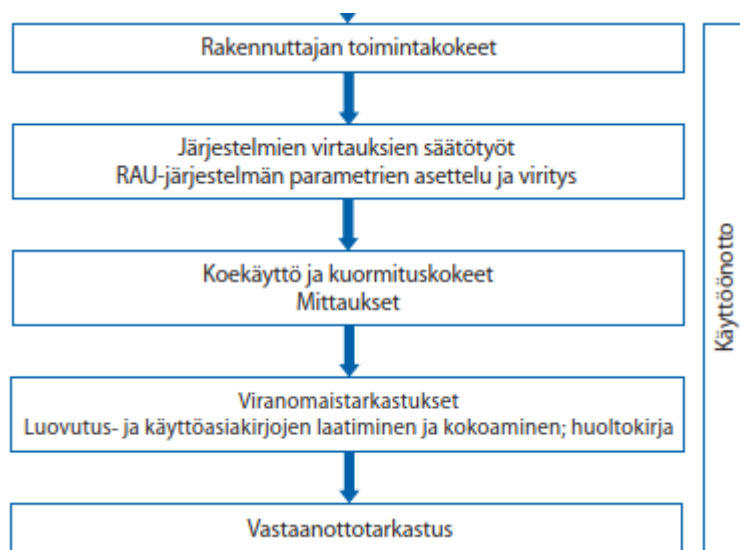 Rakennuttajan toimintakokeet
Järjestelmien virtauksien säätötyöt
RAU-järjestelmän parametrien asettelu ja viritys
Koekäyttö ja kuormituskokeet
Mittaukset
Viranomaistarkastukset
Luovutus- ja käyttöasiakirjojen laatiminen ja kokoaminen; huoltokirja
Vastaanottotarkastus
Käyttöönotto